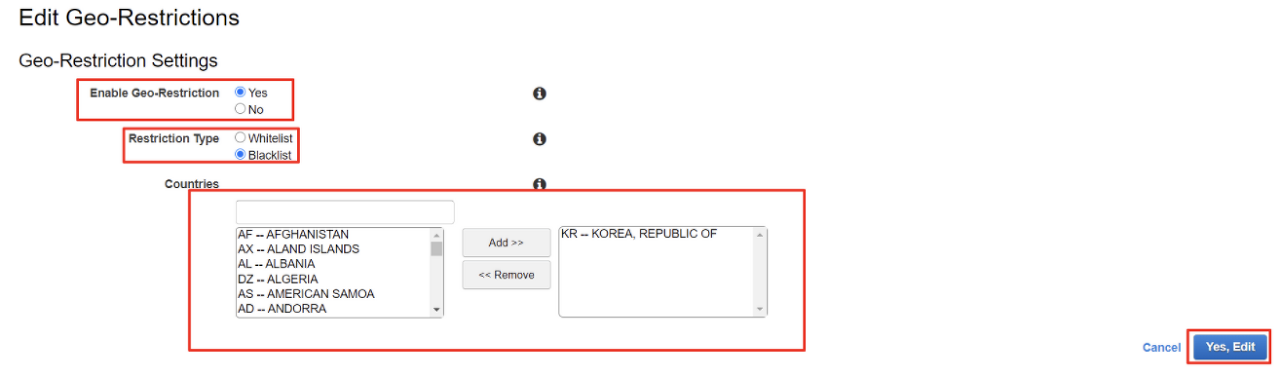 Edit Geo-Restrictions
Geo-Restriction Settings
Enable Geo-Restriction Yes
No
Restriction Type Whitelist
Blacklist
Countries
AF -- AFGHANISTAN
AX -- ALAND ISLANDS
AL -- ALBANIA
DZ -- ALGERIA
AS -- AMERICAN SAMOA
AD -- ANDORRA
Add >>
<< Remove
KR -- KOREA, REPUBLIC OF
Cancel Yes, Edit